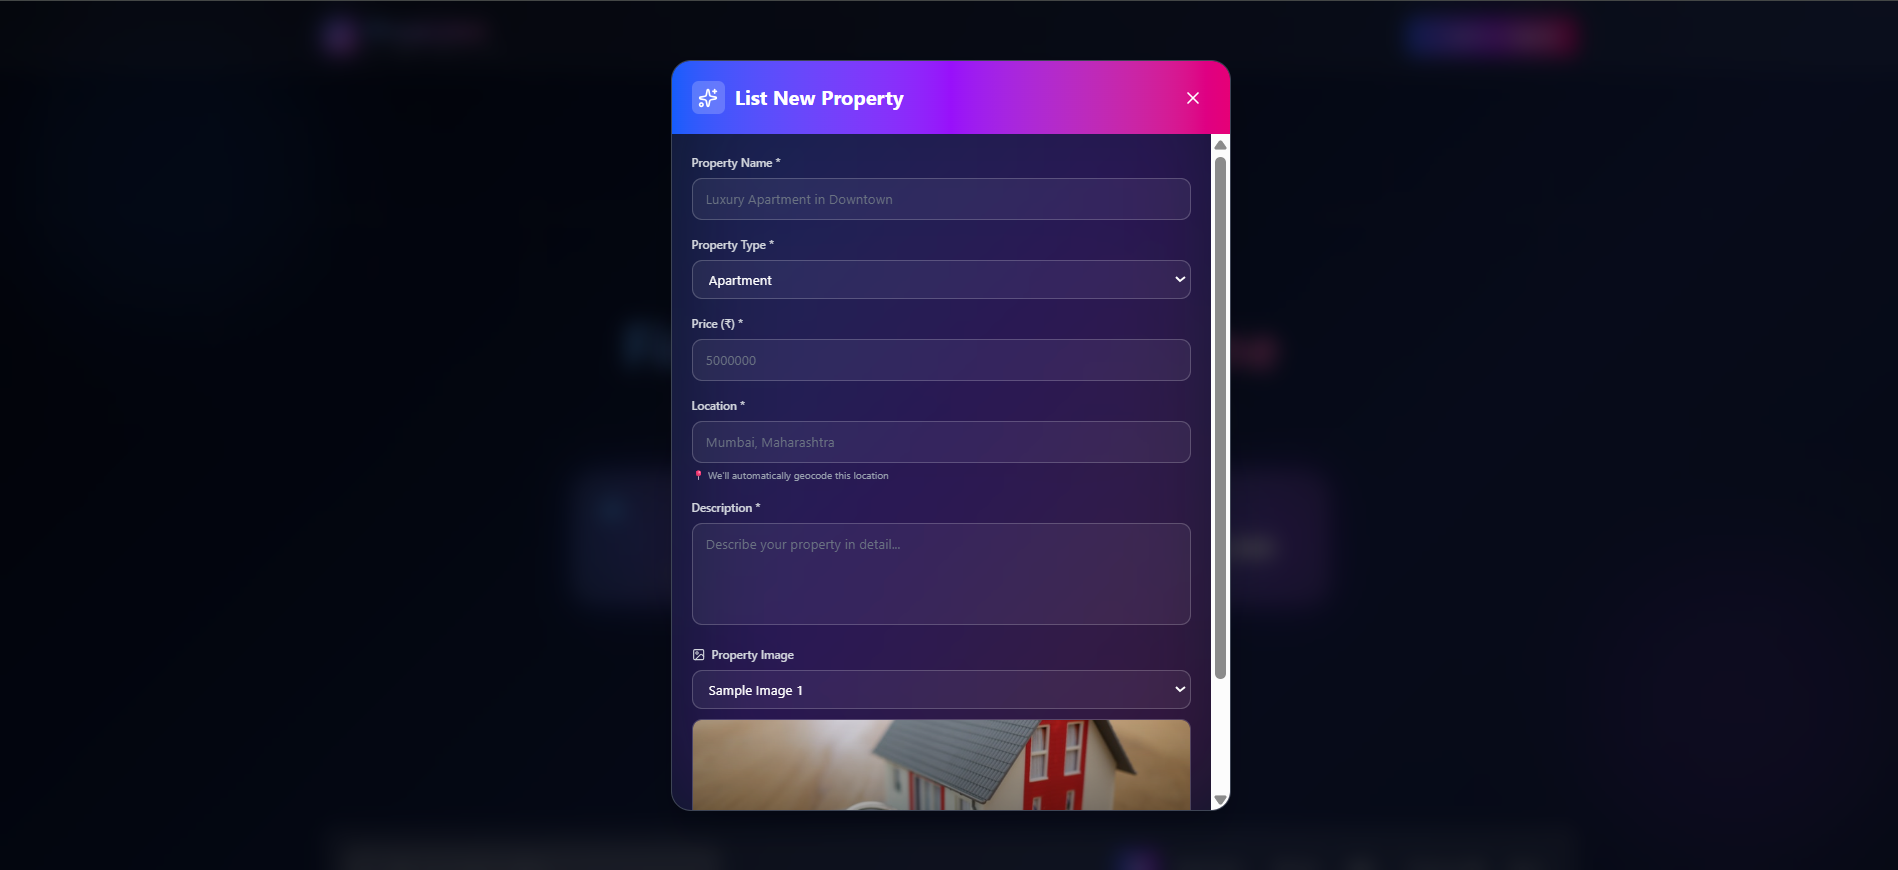 List New Property
Property Name *
Luxury Apartment in Downtown
Property Type *
Apartment
Price (₹) *
5000000
Location *
Mumbai, Maharashtra
📍 We'll automatically geocode this location
Description *
Describe your property in detail...
Property Image
Sample Image 1